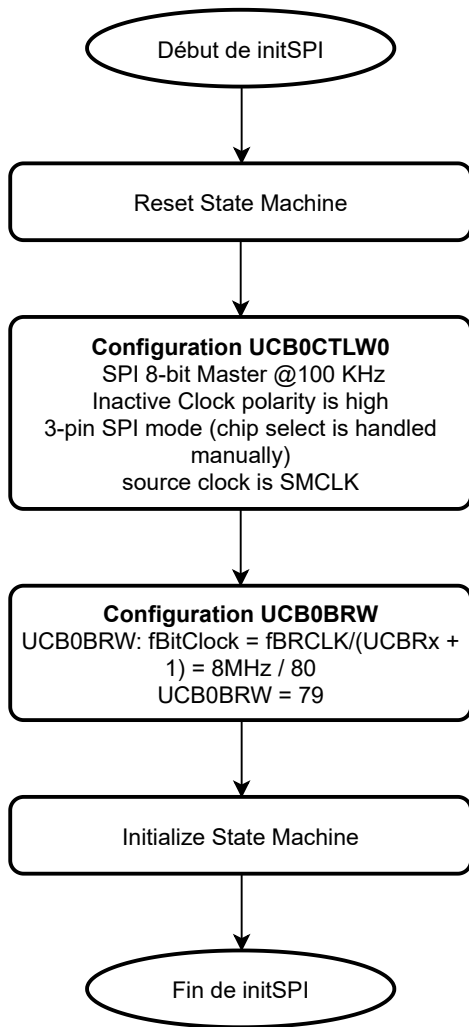 Début de initSPI
Reset State Machine
Configuration UCB0CTLW0
SPI 8-bit Master @100 KHz
Inactive Clock polarity is high
3-pin SPI mode (chip select is handled
manually)
source clock is SMCLK
Configuration UCB0BRW
UCB0BRW: fBitClock = fBRCLK/(UCBRx +
1) = 8MHz / 80
UCB0BRW = 79
Initialize State Machine
Fin de initSPI